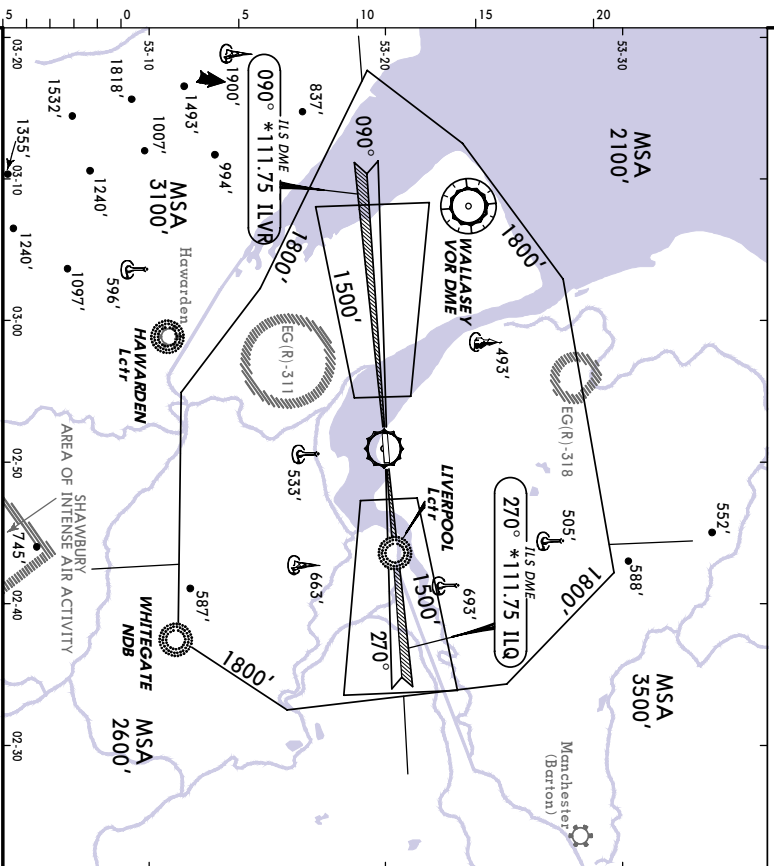 5
0
5
10
15
20
03-20
53-10
53-20
53-30
1818'
1532'
1493'
1900'
837'
1007'
994'
1355'
03-10
1240'
1240'
1097'
596'
MSA
3100'
MSA
2100'
ILS DME
090° *111.75 ILVR
090°
1800'
1800'
1500'
WALLASEY
VOR DME
Hawarden
HAWARDEN
Lctr
03-00
EG(R)-311
493'
EG(R)-318
02-50
533'
663'
LIVERPOOL
Lctr
ILS DME
270° *111.75 ILQ
505'
693'
552'
588'
1800'
1500'
270°
SHAWBURY
AREA OF INTENSE AIR ACTIVITY
745'
02-40
587'
WHITEGATE
NDB
1800'
MSA
2600'
MSA
3500'
02-30
Manchester
(Barton)